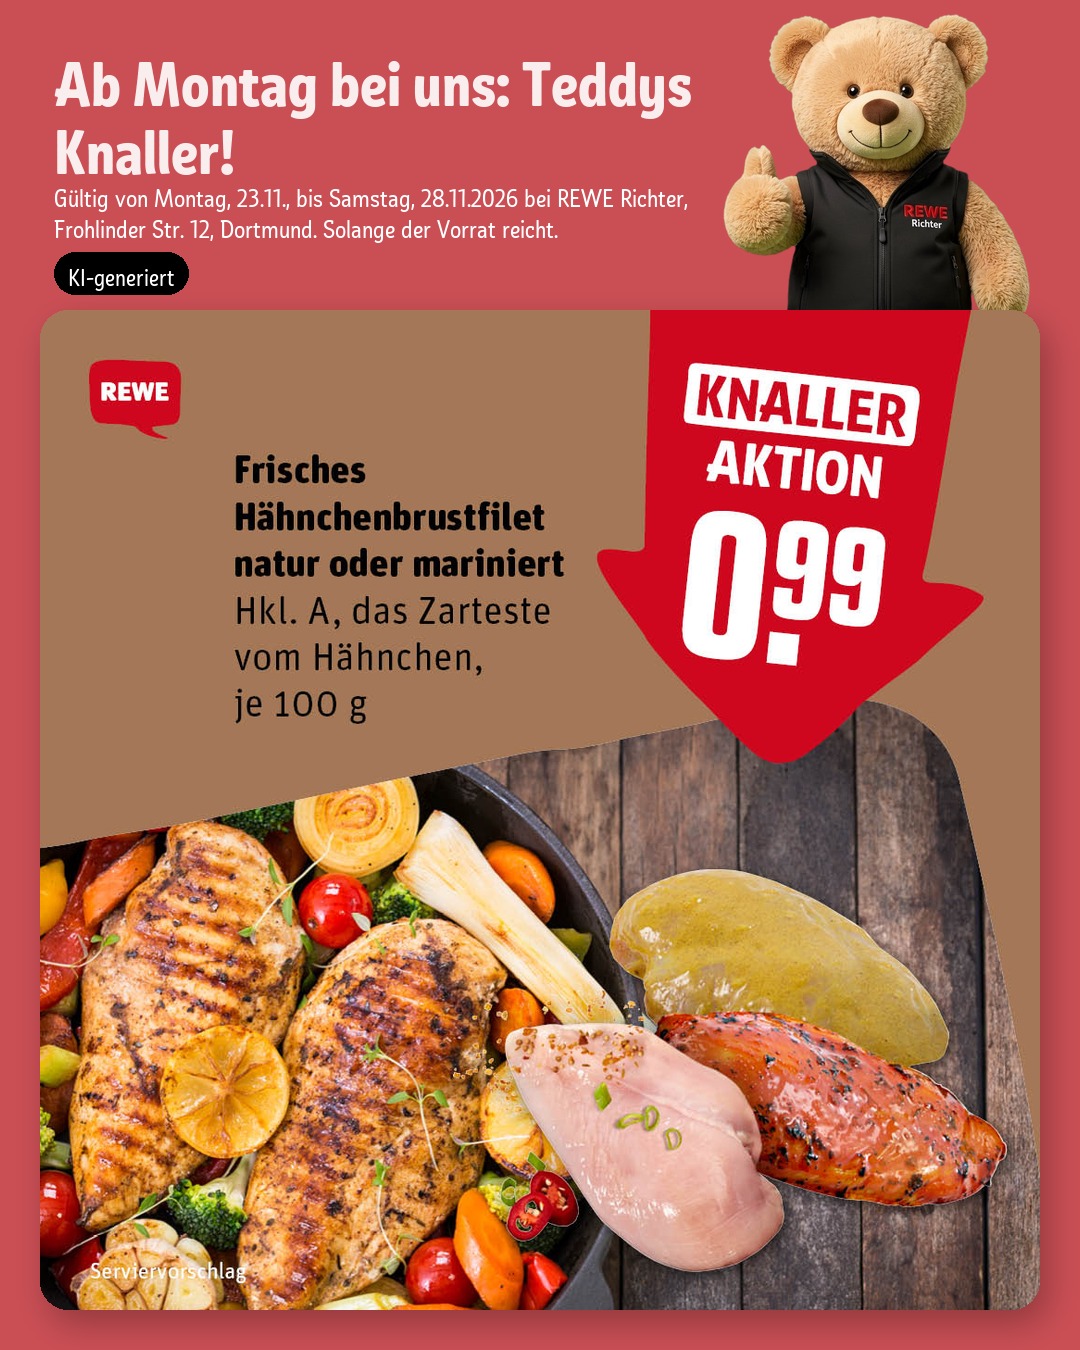 Ab Montag bei uns: Teddys
Knaller!
Gültig von Montag, 23.11., bis Samstag, 28.11.2026 bei REWE Richter,
Frohlinder Str. 12, Dortmund. Solange der Vorrat reicht.
KI-generiert
REWE
Richter
REWE
KNALLER
AKTION
0.99
Frisches
Hähnchenbrustfilet
natur oder mariniert
Hkl. A, das Zarteste
vom Hähnchen,
je 100 g
Serviervorschlag